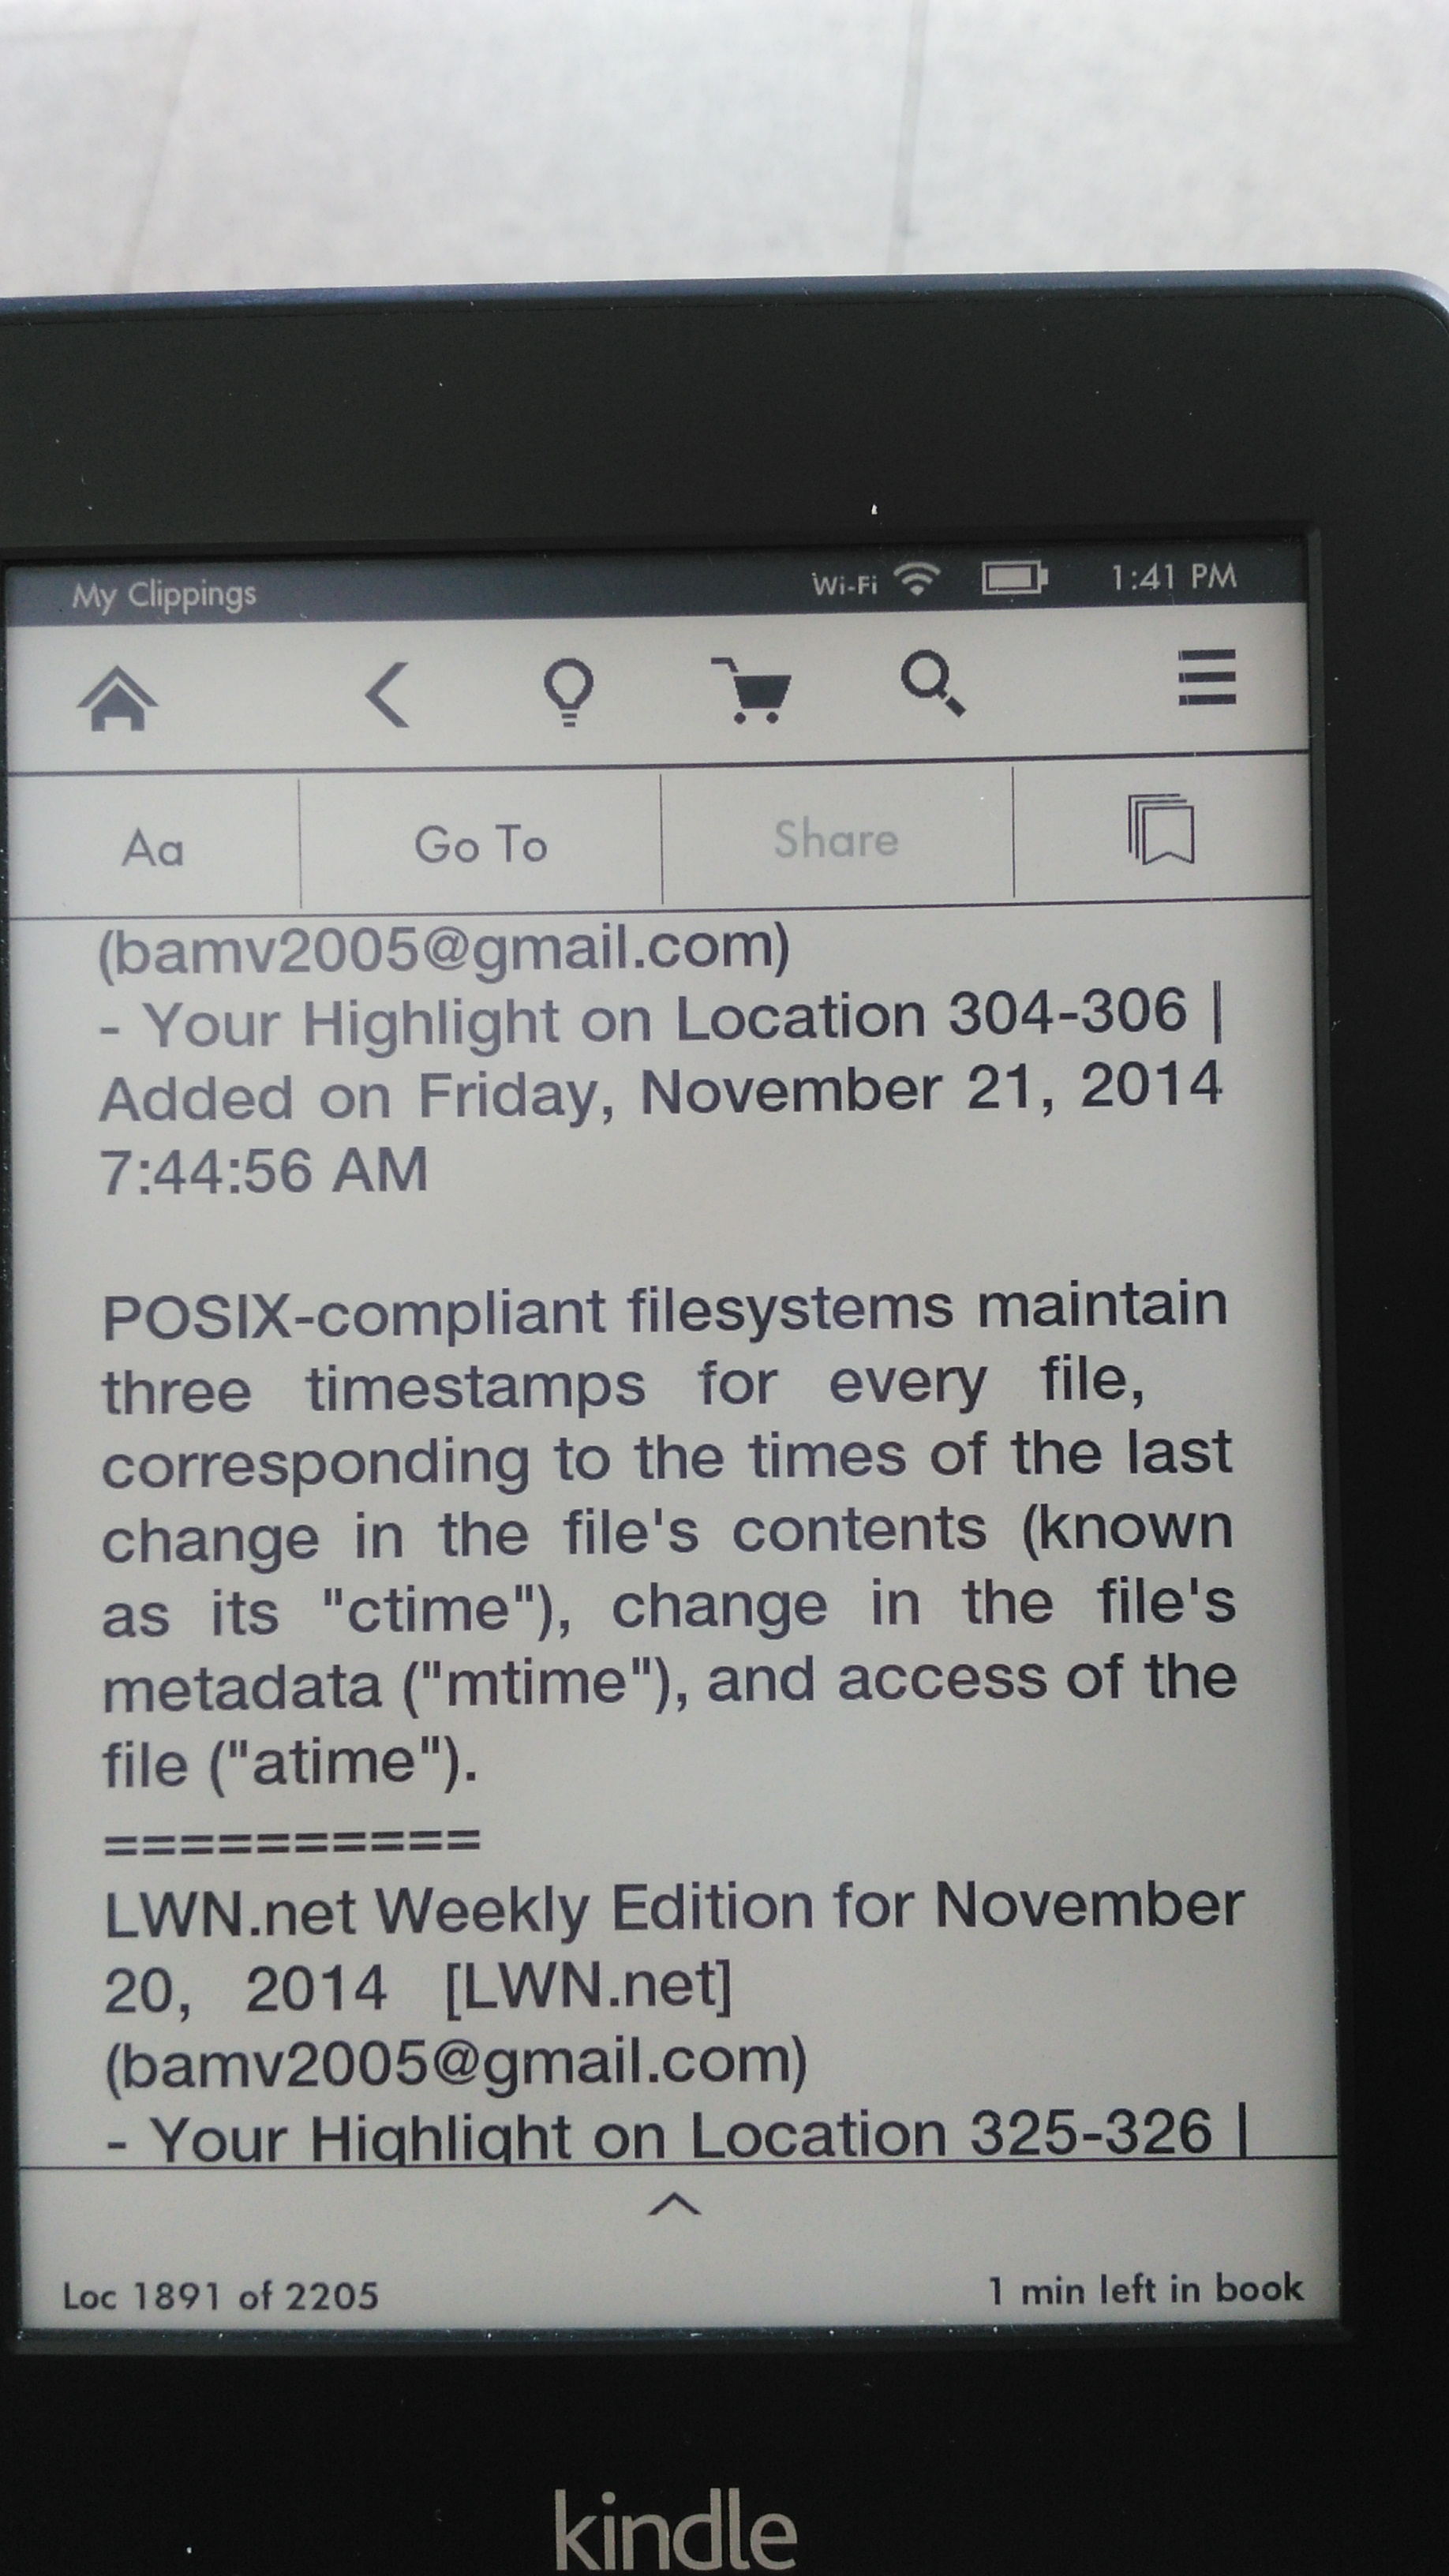 My Clippings Wi-Fi 1:41 PM
Aa Go To Share
(bamv2005@gmail.com)
- Your Highlight on Location 304-306 |
Added on Friday, November 21, 2014
7:44:56 AM
POSIX-compliant filesystems maintain
three timestamps for every file,
corresponding to the times of the last
change in the file's contents (known
as its "ctime"), change in the file's
metadata ("mtime"), and access of the
file ("atime").
==========
LWN.net Weekly Edition for November
20, 2014 [LWN.net]
(bamv2005@gmail.com)
- Your Highlight on Location 325-326 |
Loc 1891 of 2205 1 min left in book
kindle